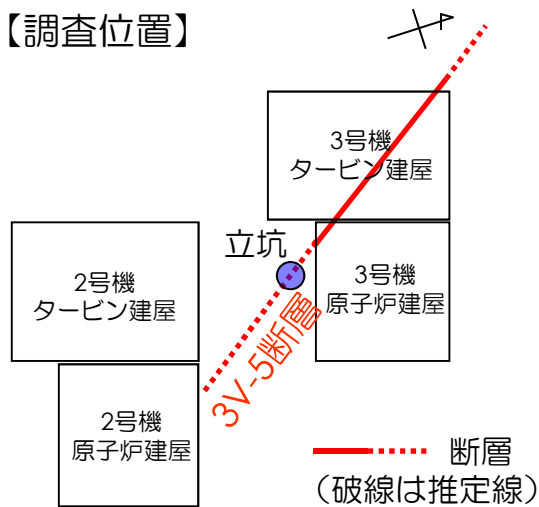 【調査位置】
3号機
タービン建屋
立坑
2号機
タービン建屋
3号機
原子炉建屋
3V-5断層
2号機
原子炉建屋
断層
（破線は推定線）